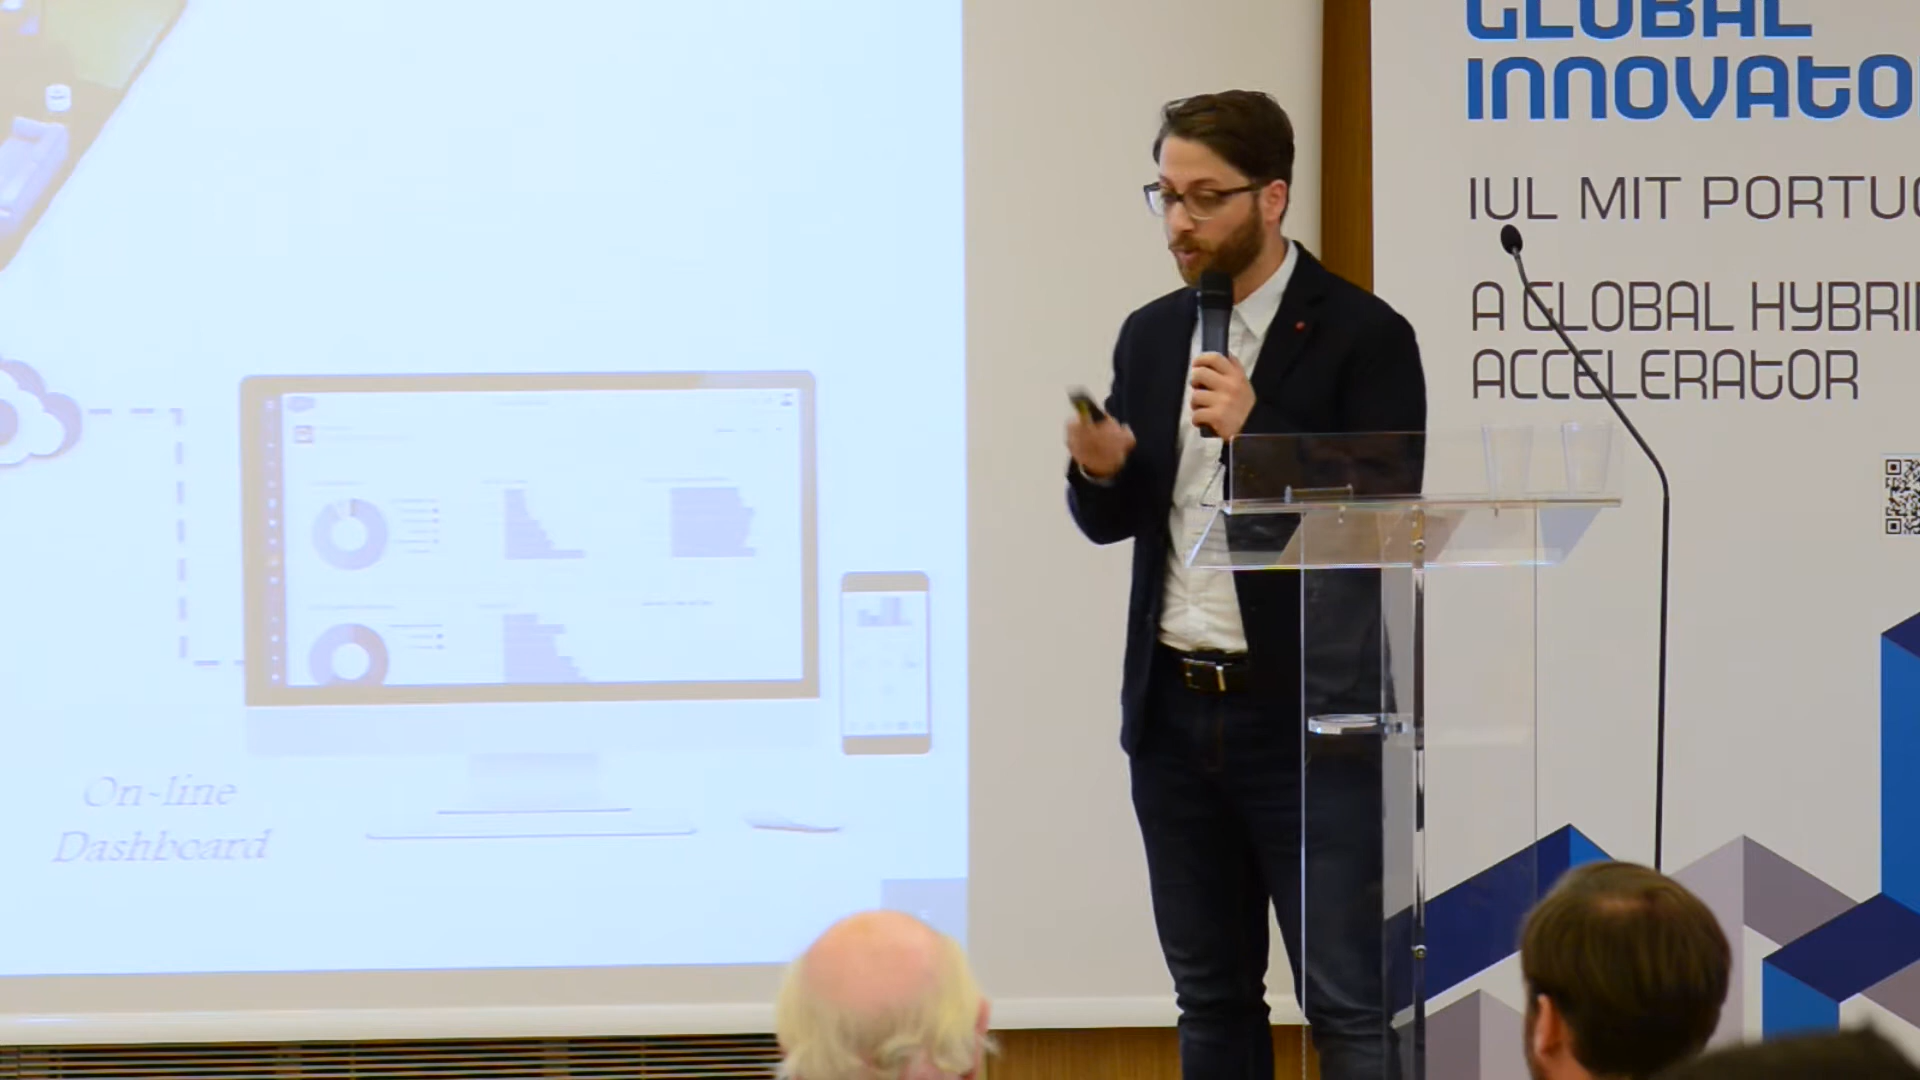 On-line
Dashboard
GLOBAL
INNOVATO
IUL MIT PORTUG
A GLOBAL HYBRI
ACCELERATOR